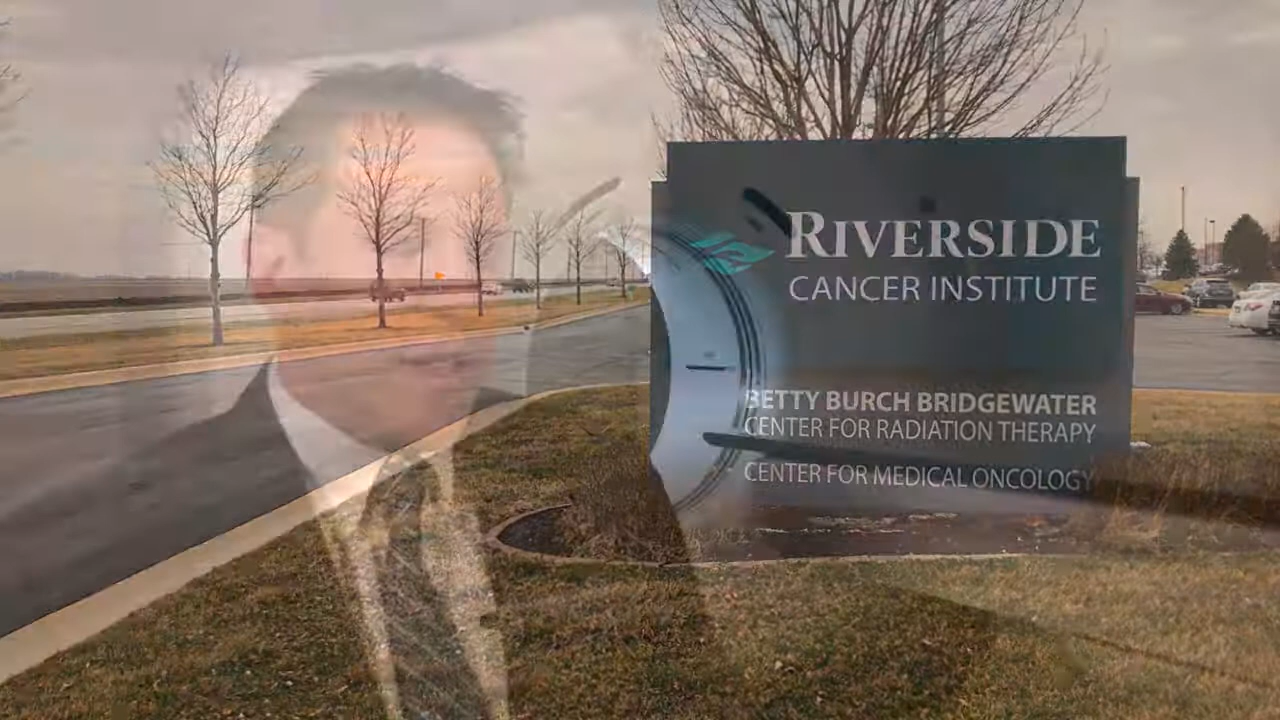 RIVERSIDE
CANCER INSTITUTE
BETTY BURCH BRIDGEWATER
CENTER FOR RADIATION THERAPY
CENTER FOR MEDICAL ONCOLOGY